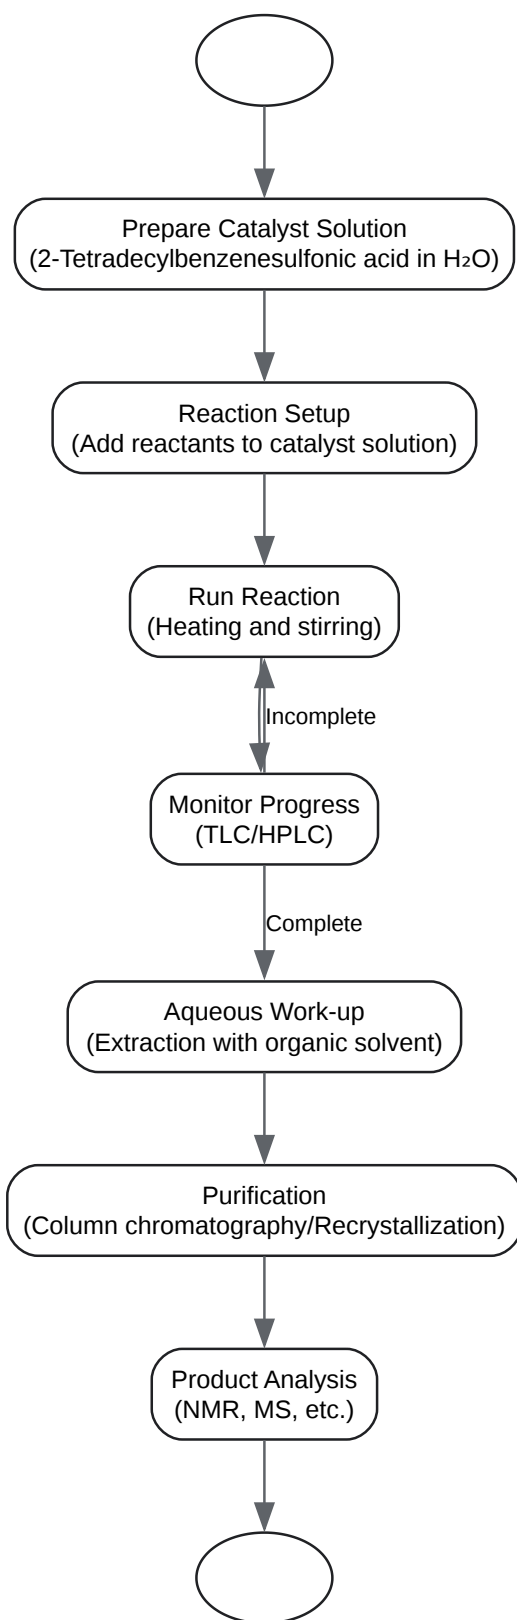 Prepare Catalyst Solution
(2-Tetradecylbenzenesulfonic acid in H₂O)
Reaction Setup
(Add reactants to catalyst solution)
Run Reaction
(Heating and stirring)
Incomplete
Monitor Progress
(TLC/HPLC)
Complete
Aqueous Work-up
(Extraction with organic solvent)
Purification
(Column chromatography/Recrystallization)
Product Analysis
(NMR, MS, etc.)